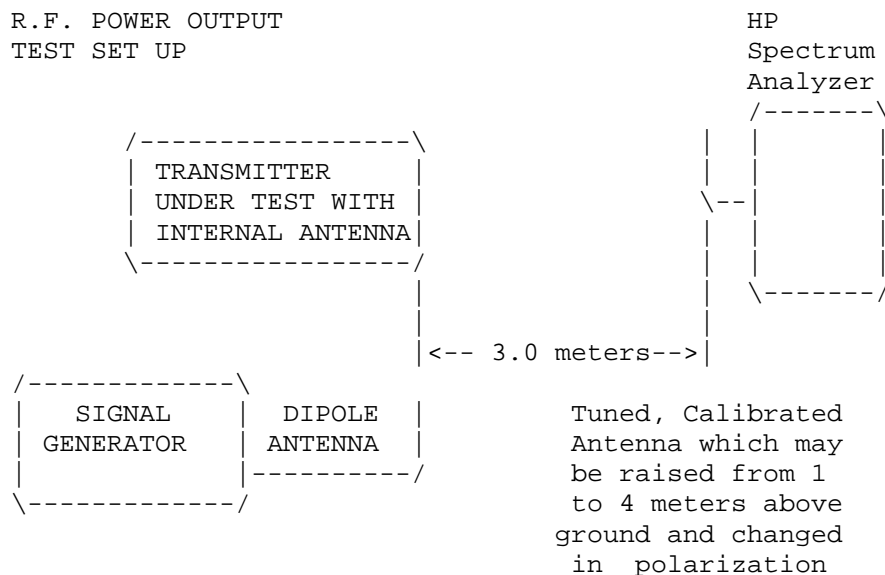 R.F. POWER OUTPUT
TEST SET UP
HP
Spectrum
Analyzer
TRANSMITTER
UNDER TEST WITH
INTERNAL ANTENNA
<-- 3.0 meters-->
SIGNAL
GENERATOR
DIPOLE
ANTENNA
Tuned, Calibrated
Antenna which may
be raised from 1
to 4 meters above
ground and changed
in polarization